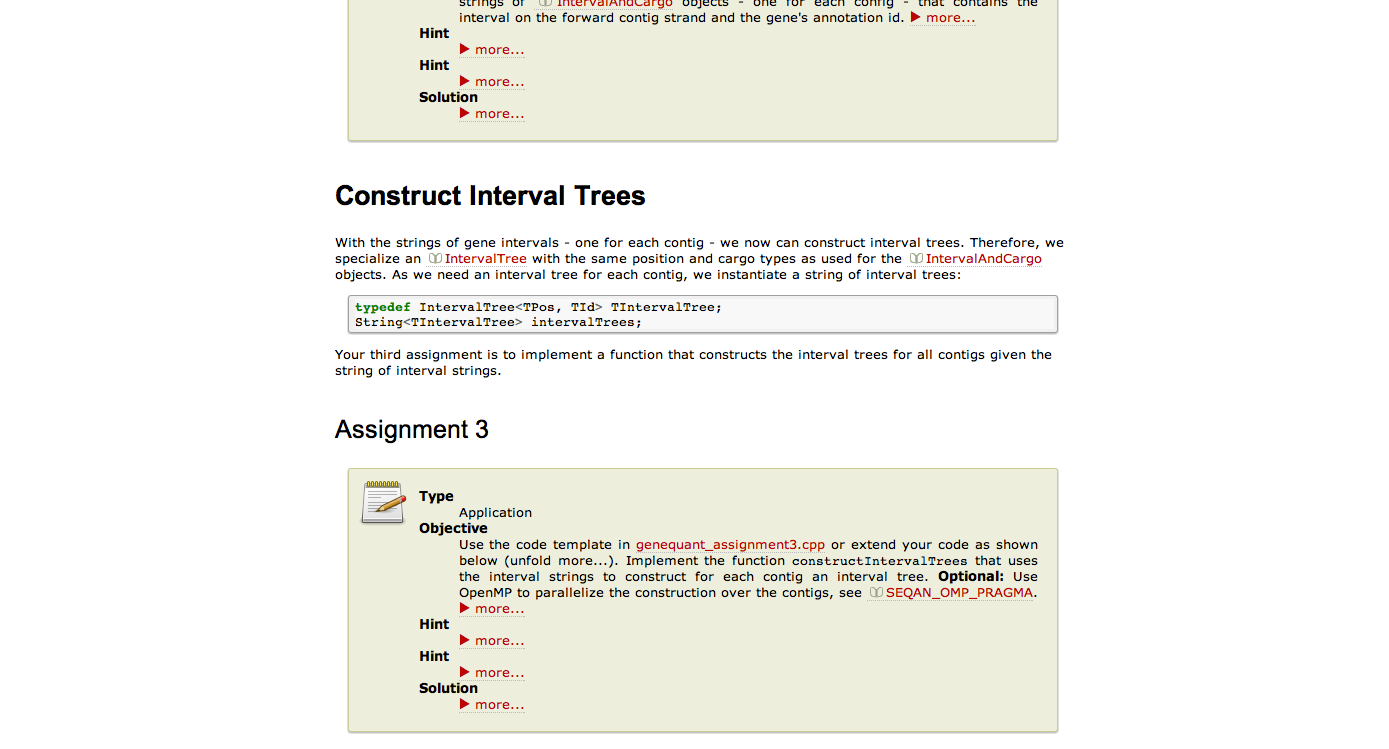 strings of IntervalAndCargo objects - one for each contig - that contains the
interval on the forward contig strand and the gene's annotation id. ▶ more...
Hint
▶ more...
Hint
▶ more...
Solution
▶ more...
Construct Interval Trees
With the strings of gene intervals - one for each contig - we now can construct interval trees. Therefore, we
specialize an IntervalTree with the same position and cargo types as used for the IntervalAndCargo
objects. As we need an interval tree for each contig, we instantiate a string of interval trees:
typedef IntervalTree<TPos, TId> TIntervalTree;
String<TIntervalTree> intervalTrees;
Your third assignment is to implement a function that constructs the interval trees for all contigs given the
string of interval strings.
Assignment 3
Type
Application
Objective
Use the code template in genequant_assignment3.cpp or extend your code as shown
below (unfold more...). Implement the function constructIntervalTrees that uses
the interval strings to construct for each contig an interval tree. Optional: Use
OpenMP to parallelize the construction over the contigs, see SEQAN_OMP_PRAGMA.
▶ more...
Hint
▶ more...
Hint
▶ more...
Solution
▶ more...